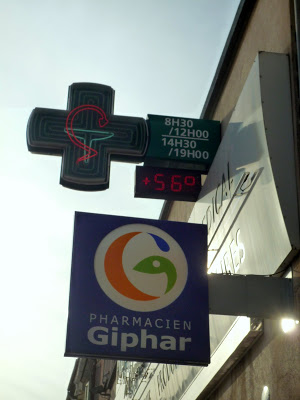 8H30
/12H00
14H30
/19H00
+56°
PHARMACIEN
Giphar